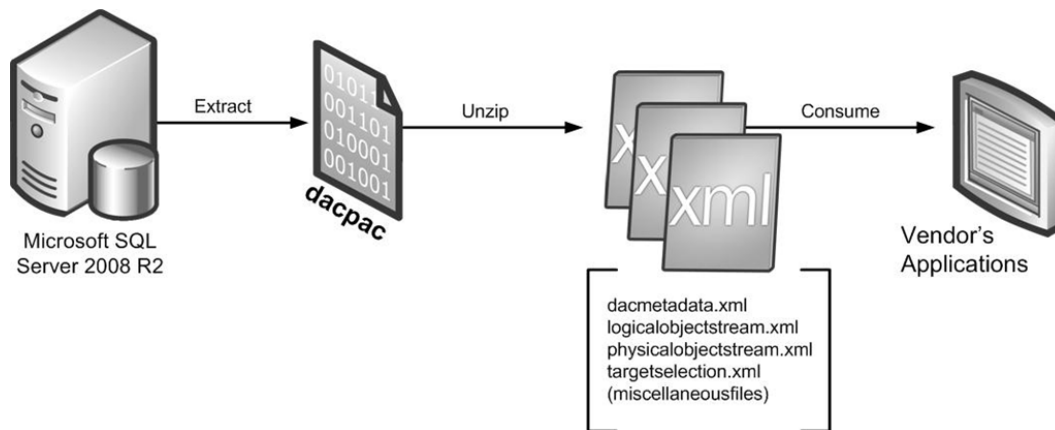 Extract
Unzip
Consume
01011
001101
010001
001001
dacpac
x
x
xml
Microsoft SQL
Server 2008 R2
Vendor's
Applications
dacmetadata.xml
logicalobjectstream.xml
physicalobjectstream.xml
targetselection.xml
(miscellaneousfiles)